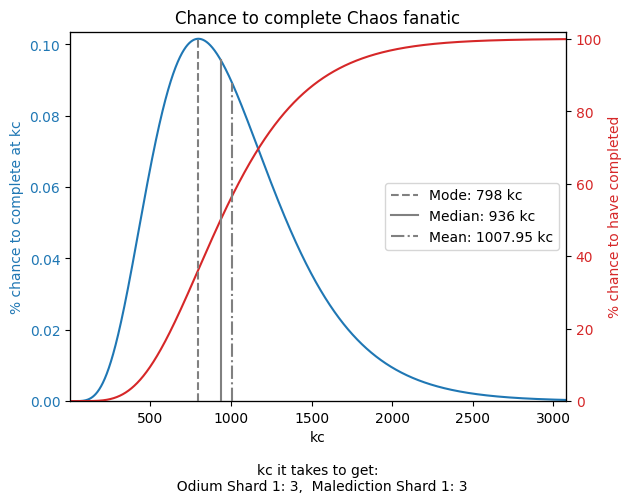 Chance to complete Chaos fanatic
% chance to complete at kc
0.10
0.08
0.06
0.04
0.02
0.00
100
80
60
40
20
0
% chance to have completed
Mode: 798 kc
Median: 936 kc
Mean: 1007.95 kc
500 1000 1500 2000 2500 3000
kc
kc it takes to get:
Odium Shard 1: 3, Malediction Shard 1: 3